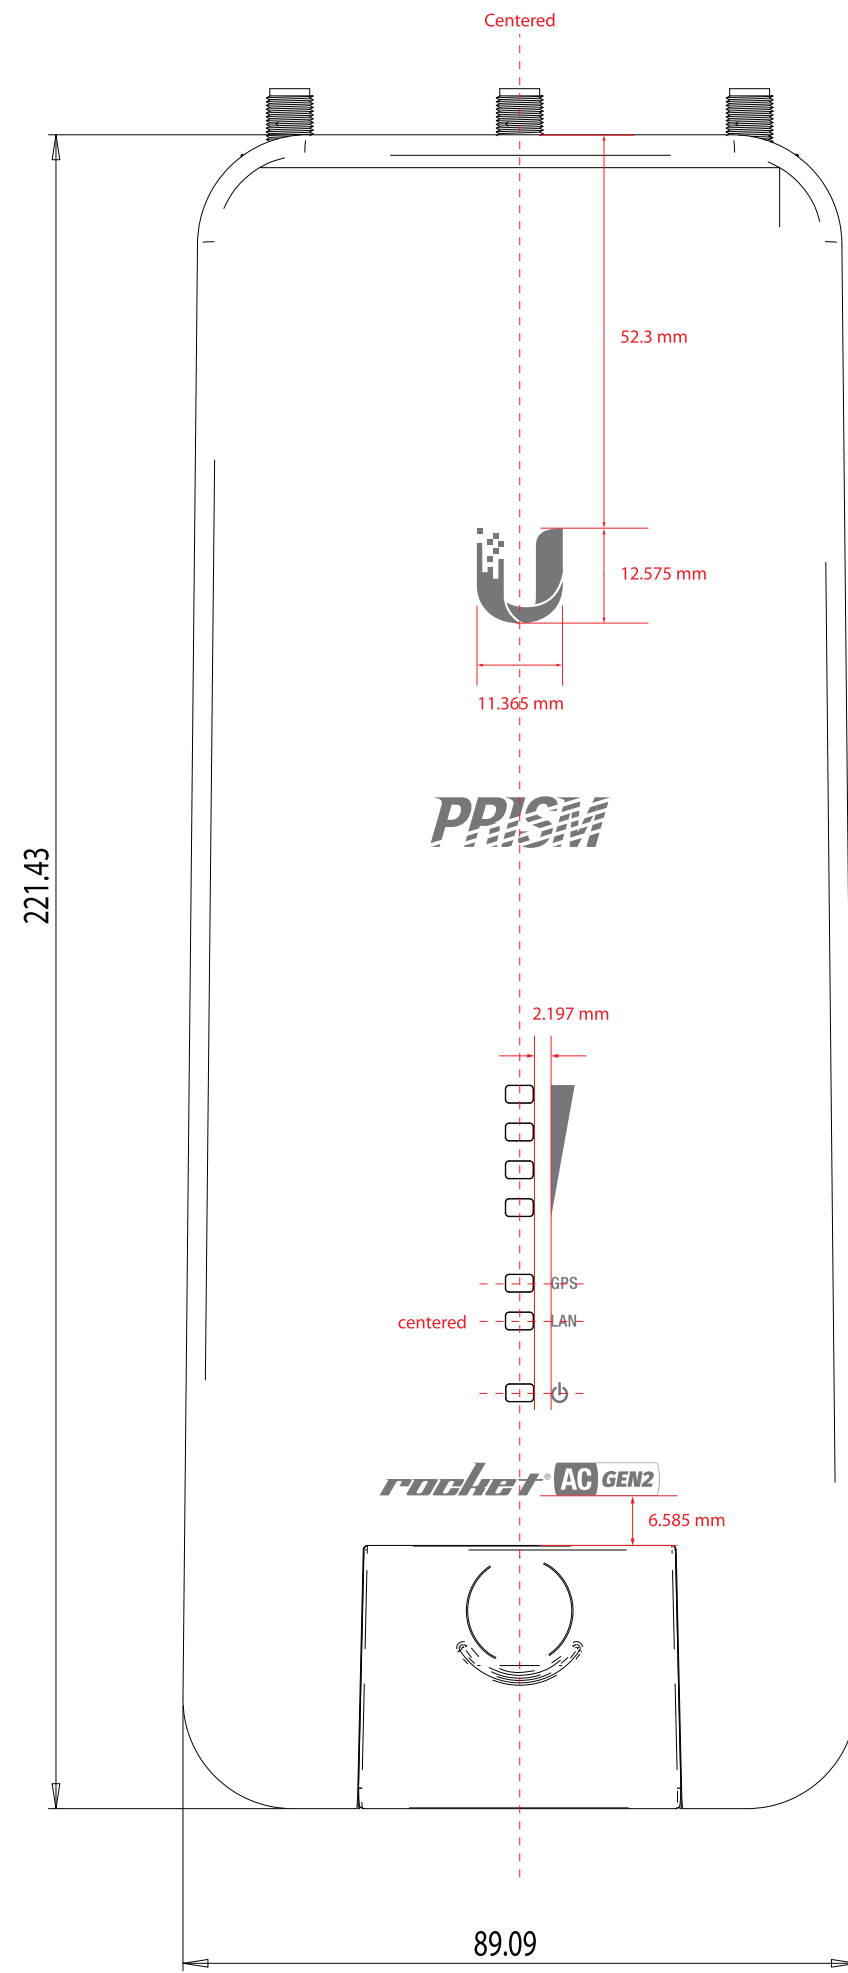 Centered
52.3 mm
12.575 mm
11.365 mm
PRISM
221.43
2.197 mm
GPS
centered LAN
rocket® AC GEN2
6.585 mm
89.09